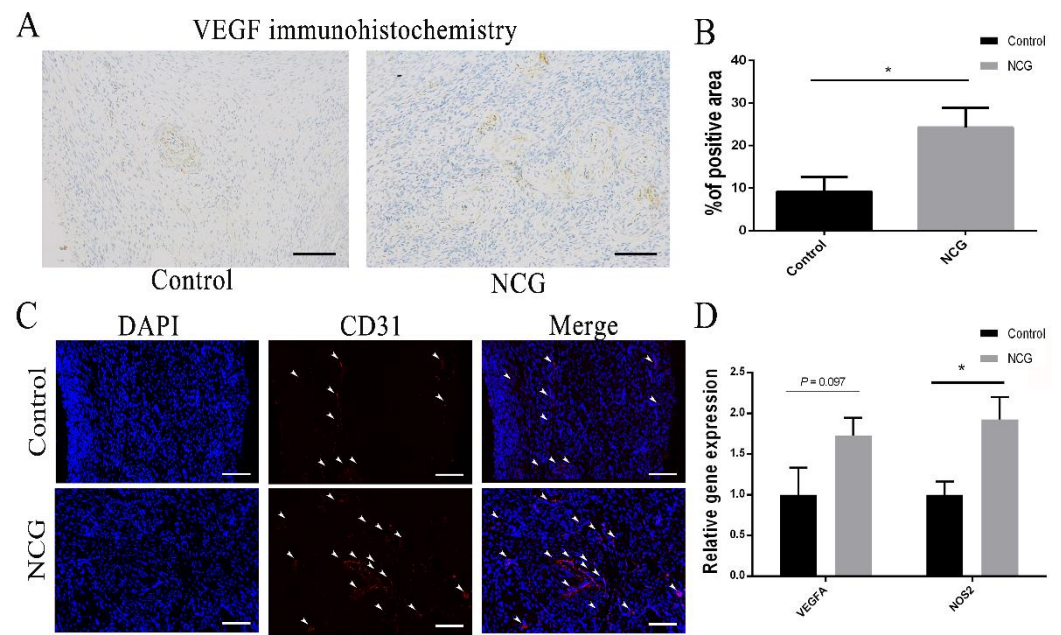 A
VEGF immunohistochemistry
Control
NCG
B
Control
NCG
*
% of positive area
40
30
20
10
0
Control
NCG
C
DAPI
CD31
Merge
Control
NCG
D
Control
NCG
P = 0.097
*
Relative gene expression
2.5
2.0
1.5
1.0
0.5
0.0
VEGFA
NOS2